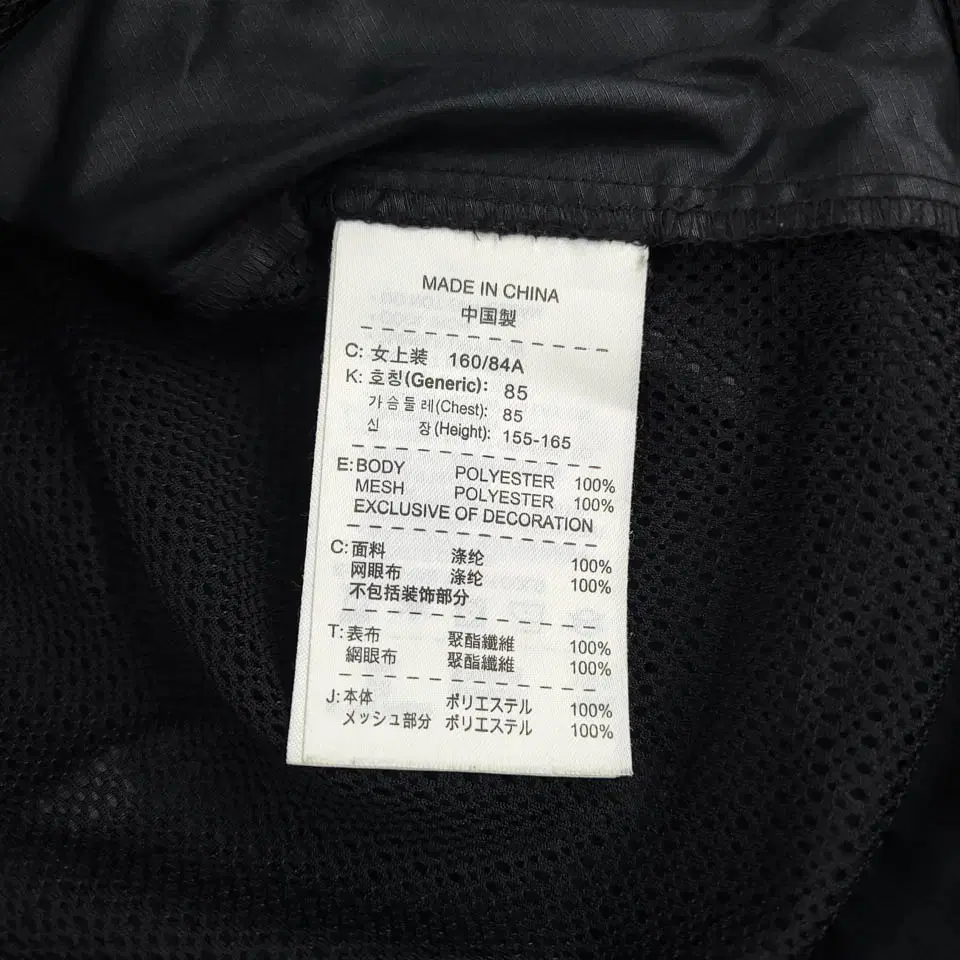 MADE IN CHINA
中国製
C: 女上装 160/84A
K: 호칭(Generic): 85
가슴둘레(Chest): 85
신 장(Height): 155-165
E: BODY POLYESTER 100%
MESH POLYESTER 100%
EXCLUSIVE OF DECORATION
C: 面料 涤纶 100%
网眼布 涤纶 100%
不包括装饰部分
T: 表布 聚酯纖維 100%
網眼布 聚酯纖維 100%
J: 本体 ポリエステル 100%
メッシュ部分 ポリエステル 100%